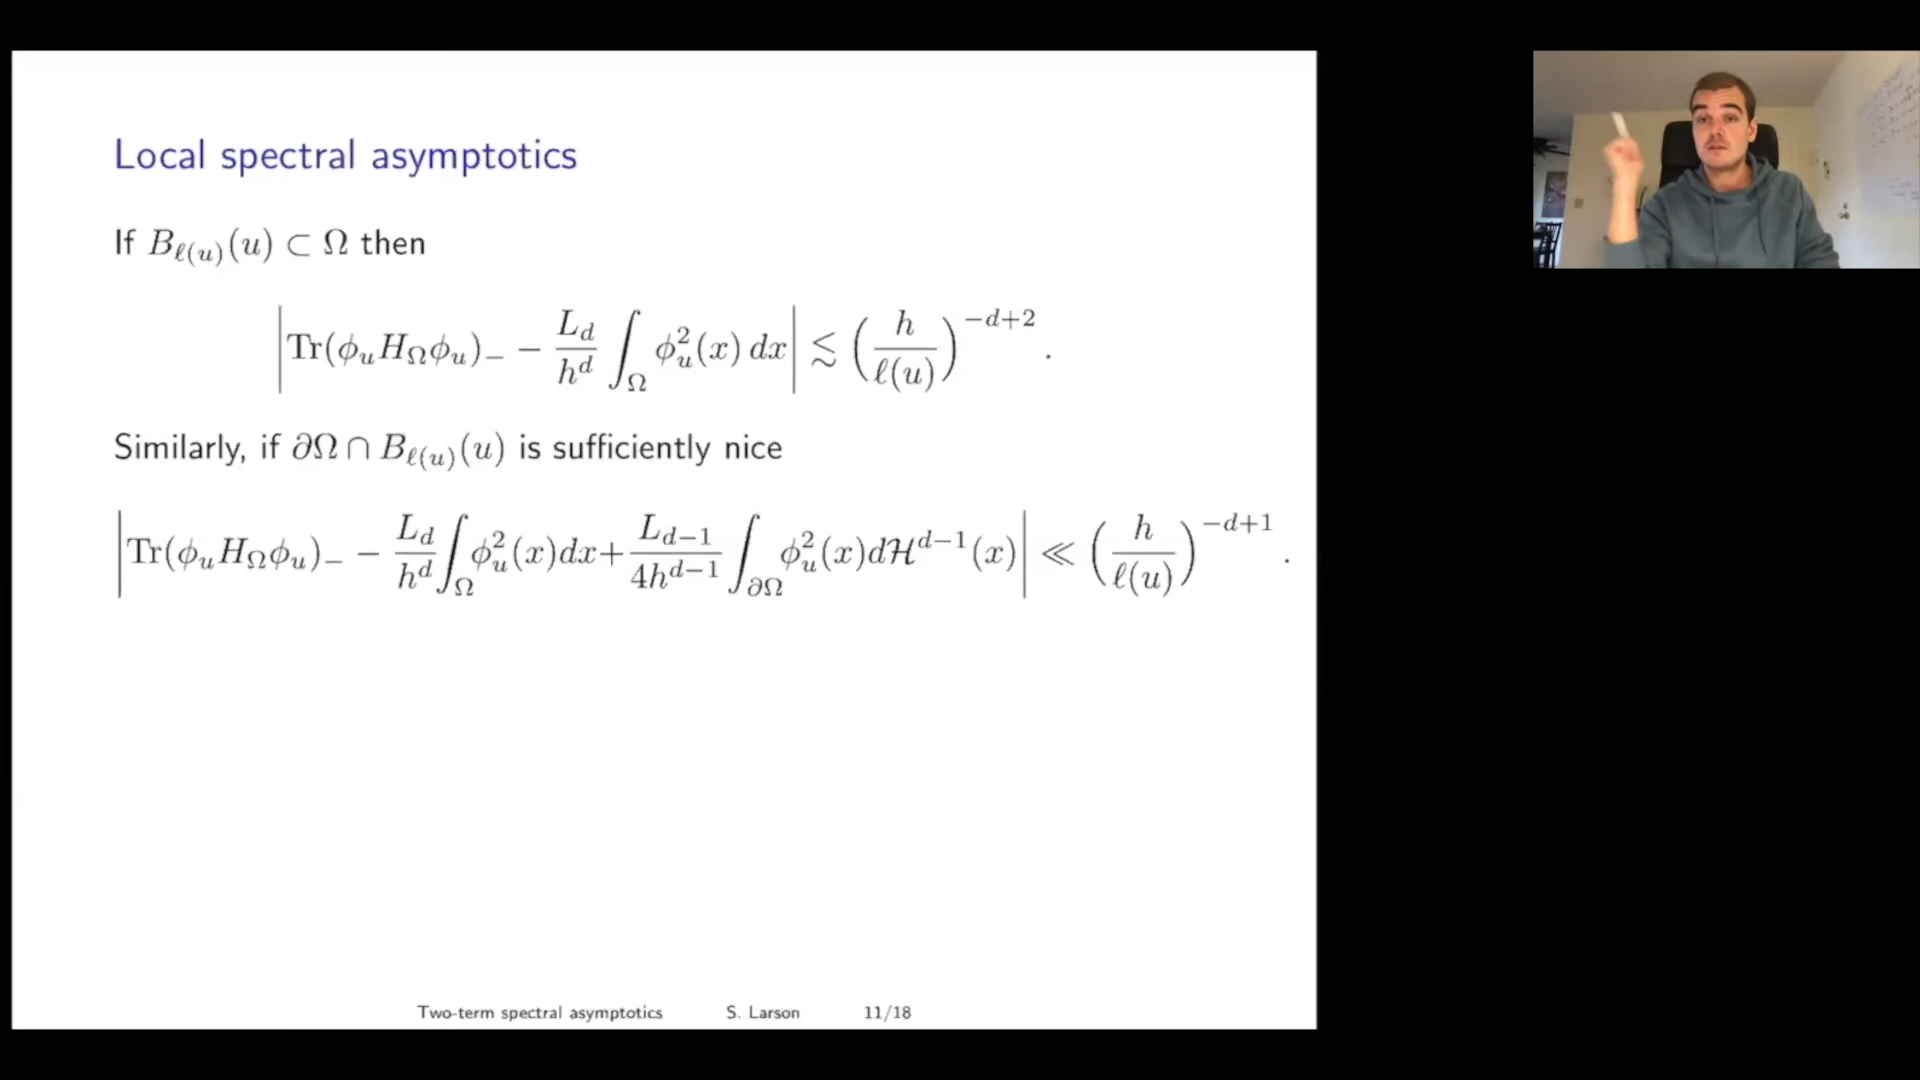 Local spectral asymptotics
If $B_{\ell(u)}(u) \subset \Omega$ then
$$\left| \mathrm{Tr}(\phi_u H_\Omega \phi_u)_- - \frac{L_d}{h^d} \int_\Omega \phi_u^2(x)\, dx \right| \lesssim \left( \frac{h}{\ell(u)} \right)^{-d+2}.$$
Similarly, if $\partial\Omega \cap B_{\ell(u)}(u)$ is sufficiently nice
$$\left| \mathrm{Tr}(\phi_u H_\Omega \phi_u)_- - \frac{L_d}{h^d} \int_\Omega \phi_u^2(x) dx + \frac{L_{d-1}}{4h^{d-1}} \int_{\partial\Omega} \phi_u^2(x) d\mathcal{H}^{d-1}(x) \right| \ll \left( \frac{h}{\ell(u)} \right)^{-d+1}.$$
Two-term spectral asymptotics S. Larson 11/18